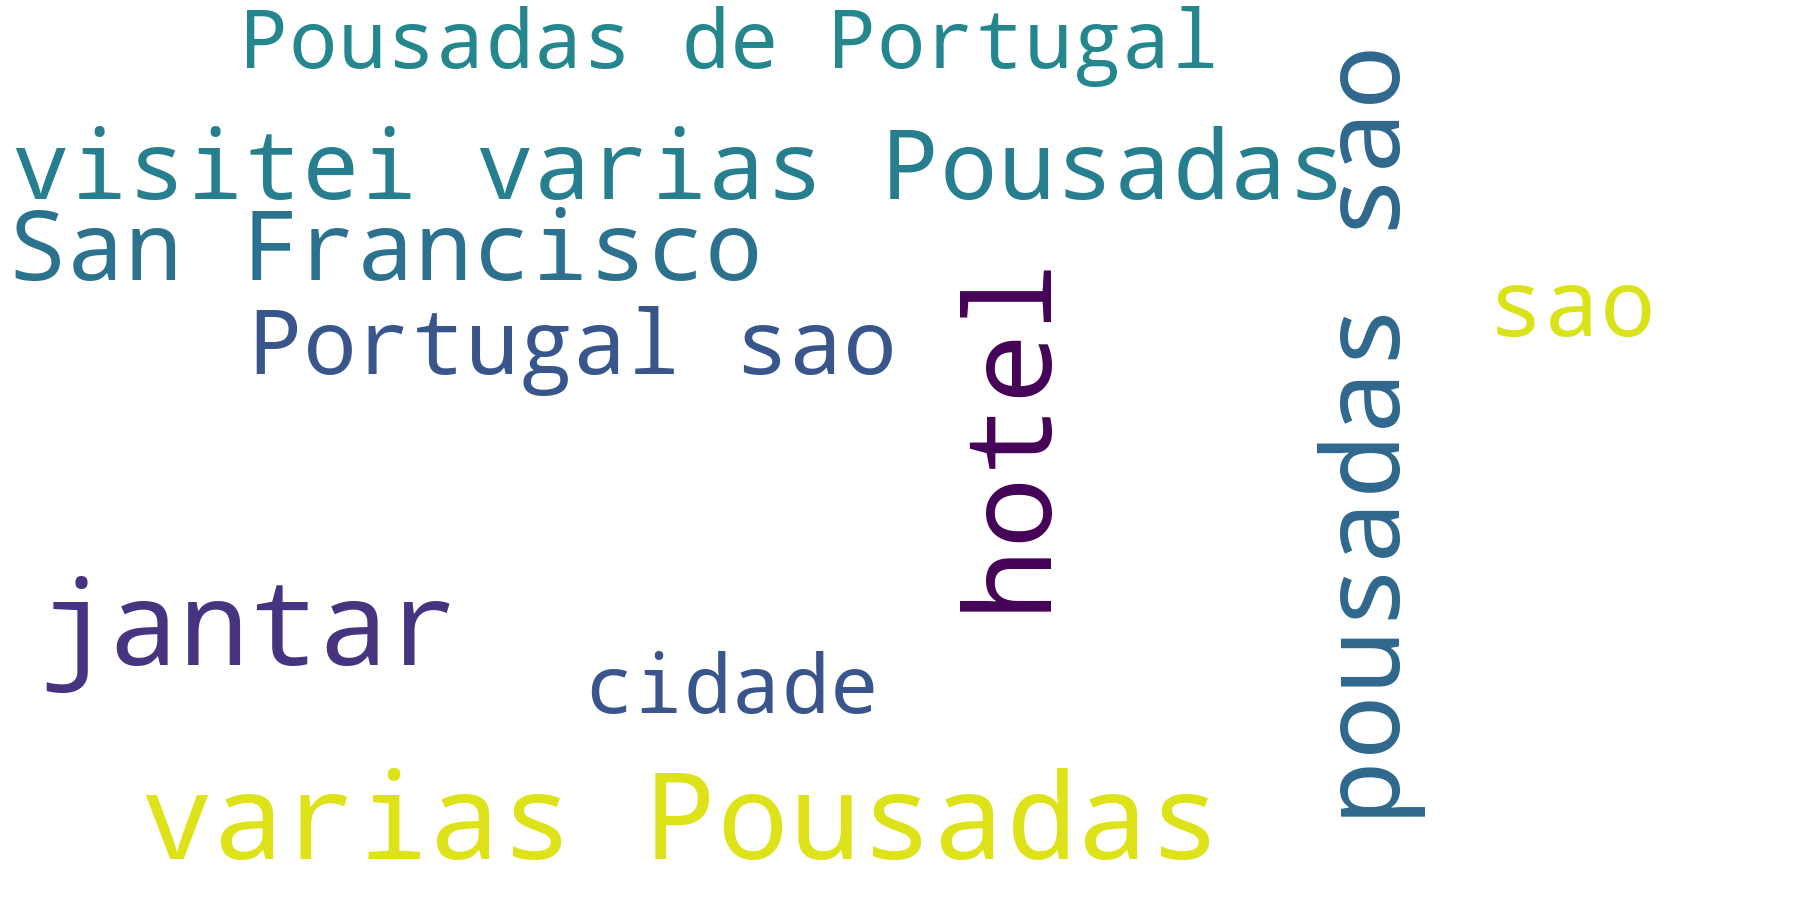 Pousadas de Portugal
visitei varias Pousadas
San Francisco
Portugal sao
hotel
pousadas sao
sao
jantar
cidade
varias Pousadas